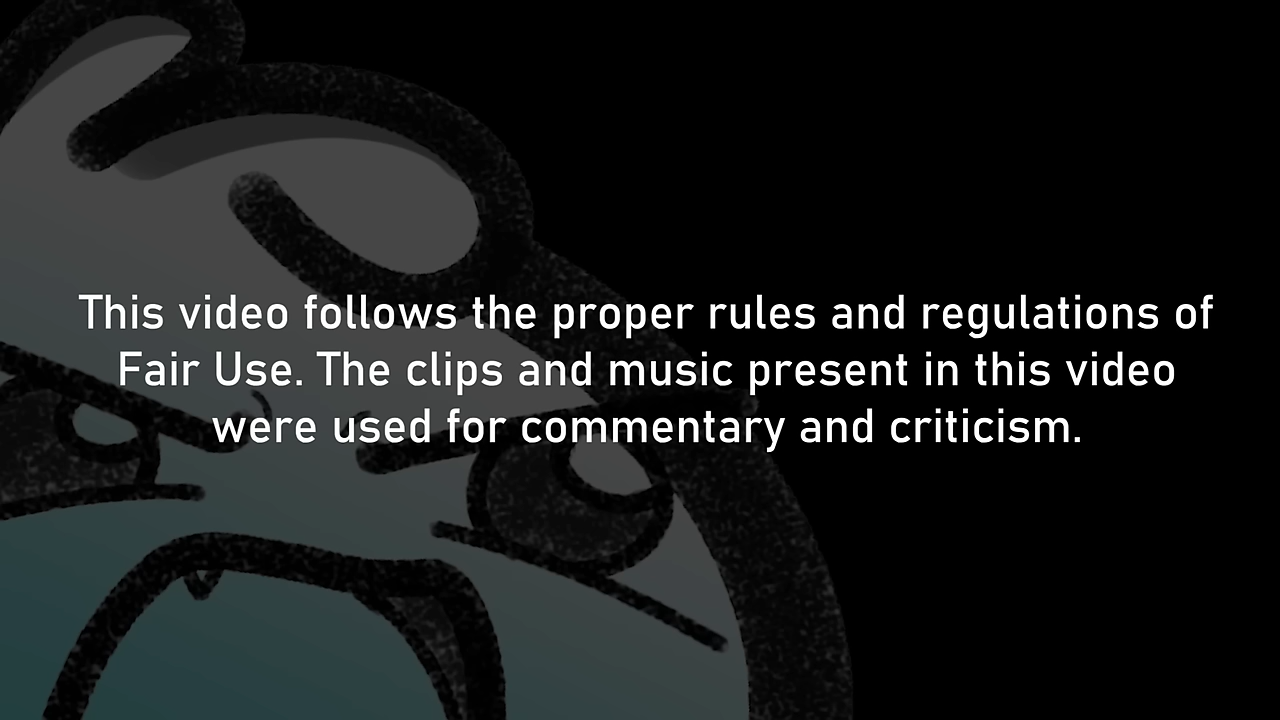 This video follows the proper rules and regulations of
Fair Use. The clips and music present in this video
were used for commentary and criticism.